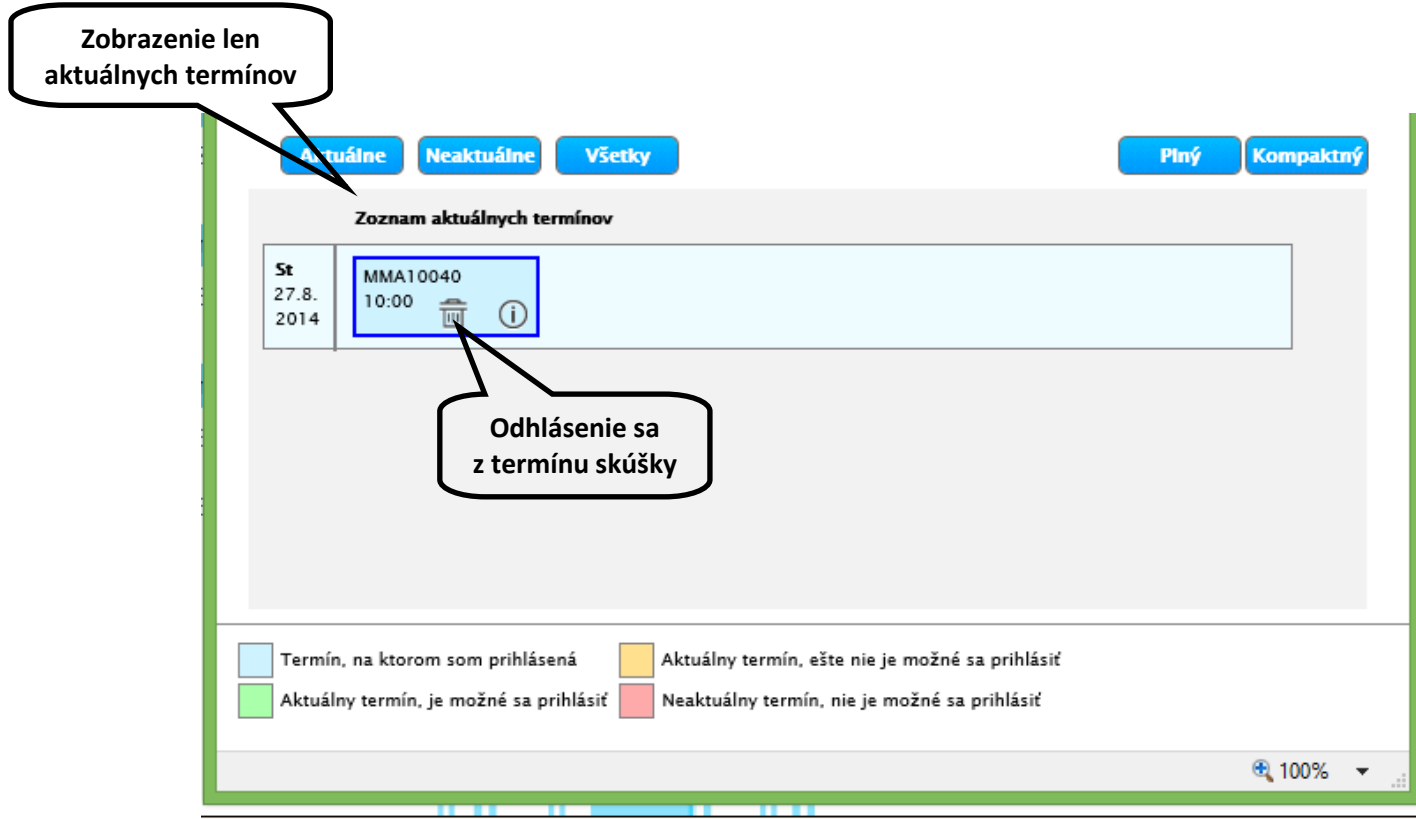 Zobrazenie len
aktuálnych termínov
Aktuálne Neaktuálne Všetky Plný Kompaktný
Zoznam aktuálnych termínov
St
27.8.
2014
MMA10040
10:00
Odhlásenie sa
z termínu skúšky
Termín, na ktorom som prihlásená
Aktuálny termín, ešte nie je možné sa prihlásiť
Aktuálny termín, je možné sa prihlásiť
Neaktuálny termín, nie je možné sa prihlásiť
100%